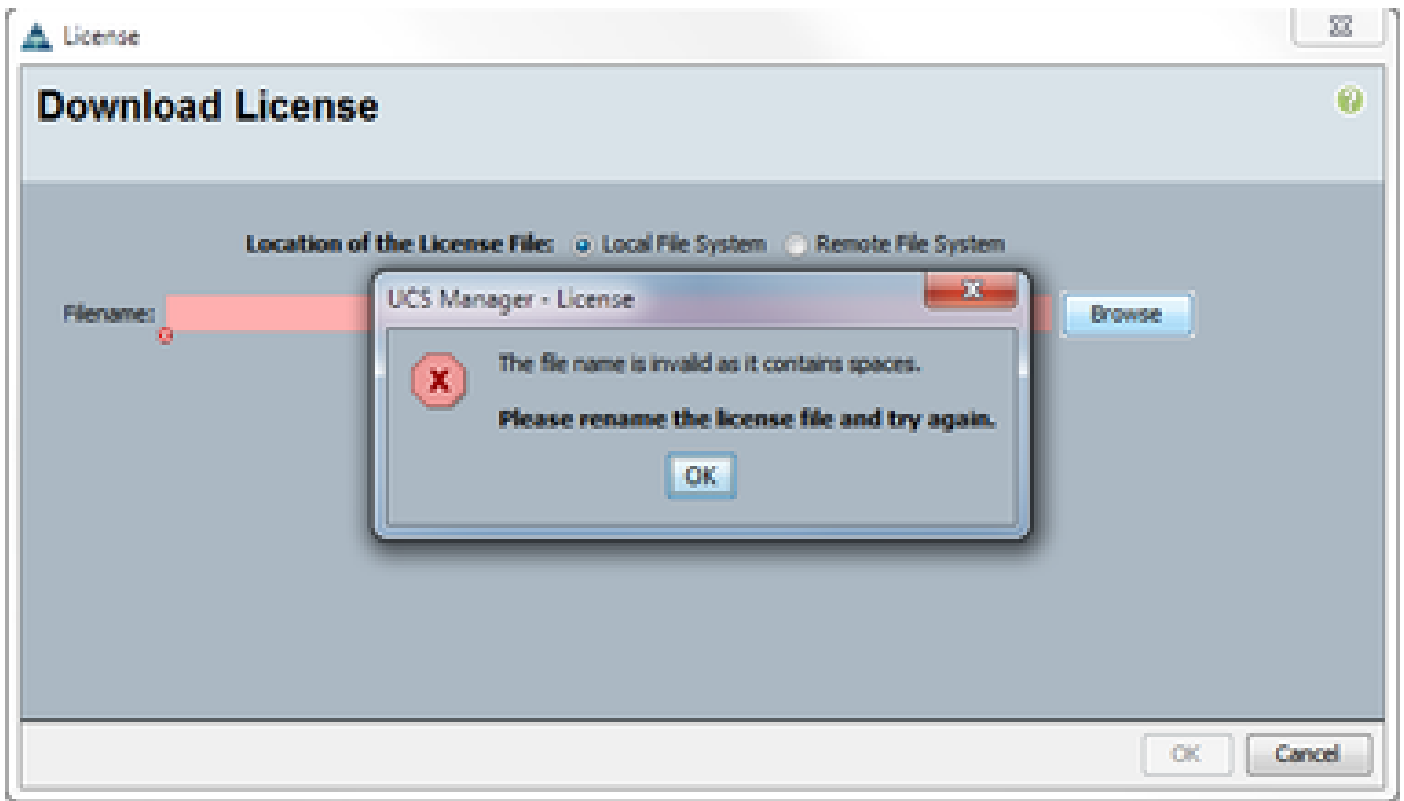 License
Download License
Location of the License File: Local File System Remote File System
Filename: Browse
UCS Manager - License
The file name is invalid as it contains spaces.
Please rename the license file and try again.
OK
OK Cancel